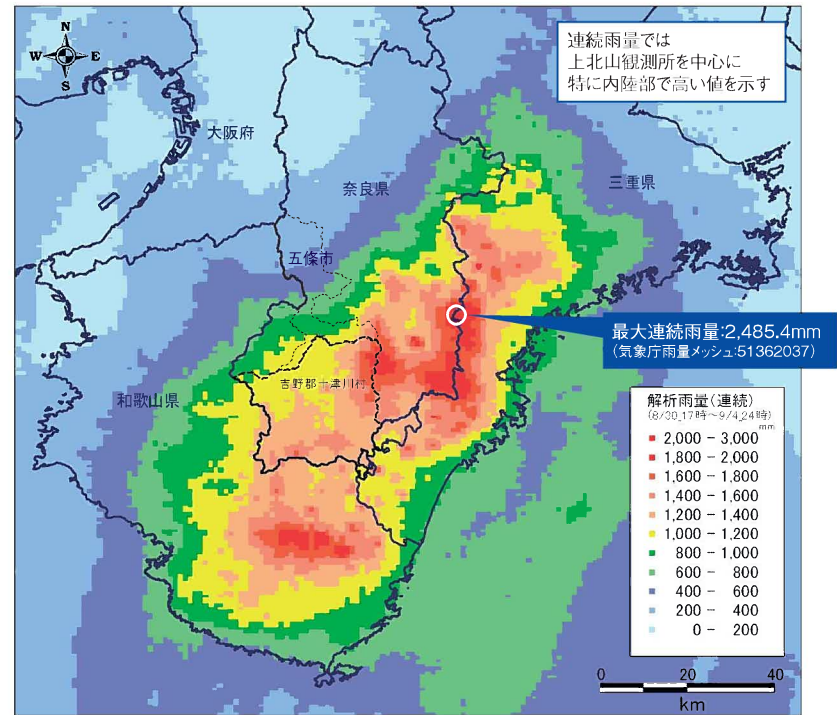 N
W E
S
連続雨量では
上北山観測所を中心に
特に内陸部で高い値を示す
大阪府
奈良県
三重県
五條市
最大連続雨量:2,485.4mm
(気象庁雨量メッシュ:51362037)
吉野郡十津川村
和歌山県
解析雨量(連続)
(8/30_17時～9/4_24時)
mm
2,000 － 3,000
1,800 － 2,000
1,600 － 1,800
1,400 － 1,600
1,200 － 1,400
1,000 － 1,200
800 － 1,000
600 － 800
400 － 600
200 － 400
0 － 200
0 20 40
km